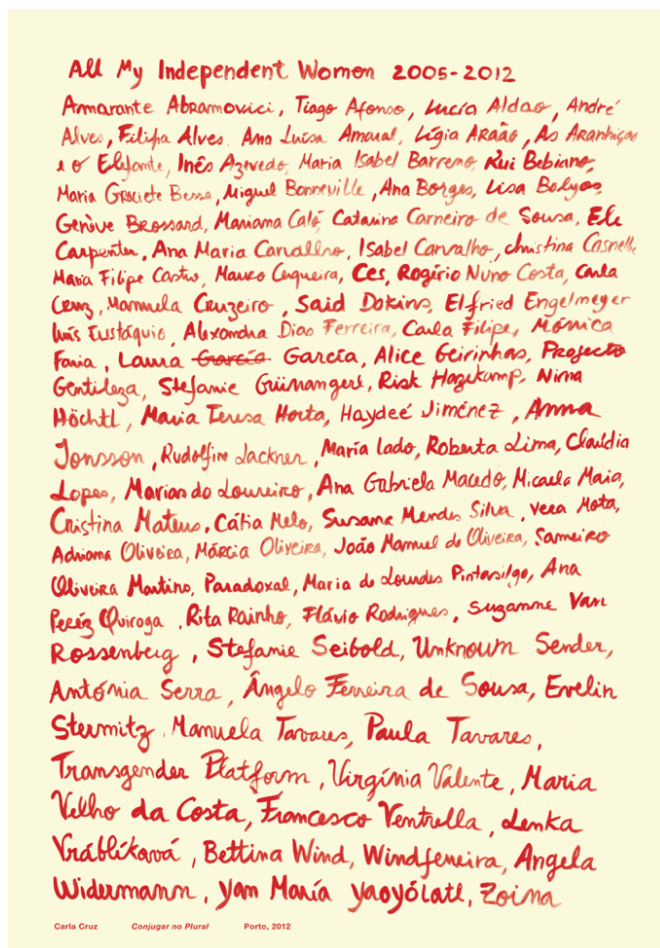 All My Independent Women 2005-2012
Amarante Abramovici, Tiago Afonso, Lucía Aldao, André
Alves, Filipa Alves, Ana Luísa Amaral, Lígia Araão, As Aranhiças
e o Elefante, Inês Azevedo, Maria Isabel Barreno, Rui Bebiano,
Maria Graciete Besse, Miguel Bonneville, Ana Borges, Lisa Bolyos
Genève Brossard, Mariana Caló, Catarina Carneiro de Sousa, Ele
Carpenter, Ana Maria Carvalho, Isabel Carvalho, Christina Casnellie
Maria Filipe Castro, Mauro Cerqueira, Ces, Rogério Nuno Costa, Carla
Cruz, Manuela Cruzeiro, Said Dokins, Elfried Engelmeyer
Luís Eustáquio, Alexandra Dias Ferreira, Carla Filipe, Mónica
Faria, Laura García García, Alice Geirinhas, Projecto
Gentileza, Stefanie Grünangerl, Risk Hazekamp, Nina
Höchtl, Maria Teresa Horta, Haydeé Jiménez, Anna
Jonsson, Rudolfine Lackner, María Lado, Roberta Lima, Claúdia
Lopes, Marian do Loureiro, Ana Gabriela Macedo, Micaela Maia,
Cristina Mateus, Cátia Melo, Susana Mendes Silva, Vera Mota,
Adriana Oliveira, Márcia Oliveira, João Manuel de Oliveira, Sameiro
Oliveira Martins, Paradoxal, Maria de Lourdes Pintasilgo, Ana
Peréz Quiroga, Rita Rainho, Flávio Rodrigues, Suzanne Van
Rossenberg, Stefanie Seibold, Unknown Sender,
Antónia Serra, Ângelo Ferreira de Sousa, Evelin
Stermitz, Manuela Tavares, Paula Tavares,
Transgender Platform, Virgínia Valente, Maria
Velho da Costa, Francesco Ventrella, Lenka
Vráblíková, Bettina Wind, Windferreira, Angela
Widermann, Yan María Yaoyólatl, Zoina
Carla Cruz Conjugar no Plural Porto, 2012